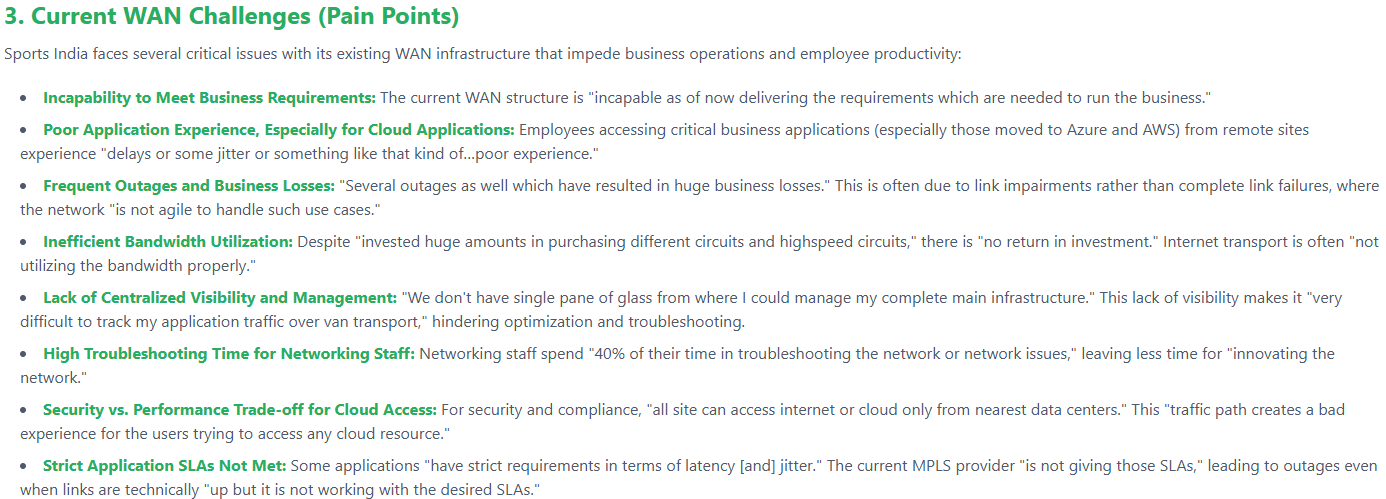 3. Current WAN Challenges (Pain Points)
Sports India faces several critical issues with its existing WAN infrastructure that impede business operations and employee productivity:
• Incapability to Meet Business Requirements: The current WAN structure is "incapable as of now delivering the requirements which are needed to run the business."
• Poor Application Experience, Especially for Cloud Applications: Employees accessing critical business applications (especially those moved to Azure and AWS) from remote sites
experience "delays or some jitter or something like that kind of...poor experience."
• Frequent Outages and Business Losses: "Several outages as well which have resulted in huge business losses." This is often due to link impairments rather than complete link failures, where
the network "is not agile to handle such use cases."
• Inefficient Bandwidth Utilization: Despite "invested huge amounts in purchasing different circuits and highspeed circuits," there is "no return in investment." Internet transport is often "not
utilizing the bandwidth properly."
• Lack of Centralized Visibility and Management: "We don't have single pane of glass from where I could manage my complete main infrastructure." This lack of visibility makes it "very
difficult to track my application traffic over van transport," hindering optimization and troubleshooting.
• High Troubleshooting Time for Networking Staff: Networking staff spend "40% of their time in troubleshooting the network or network issues," leaving less time for "innovating the
network."
• Security vs. Performance Trade-off for Cloud Access: For security and compliance, "all site can access internet or cloud only from nearest data centers." This "traffic path creates a bad
experience for the users trying to access any cloud resource."
• Strict Application SLAs Not Met: Some applications "have strict requirements in terms of latency [and] jitter." The current MPLS provider "is not giving those SLAs," leading to outages even
when links are technically "up but it is not working with the desired SLAs."